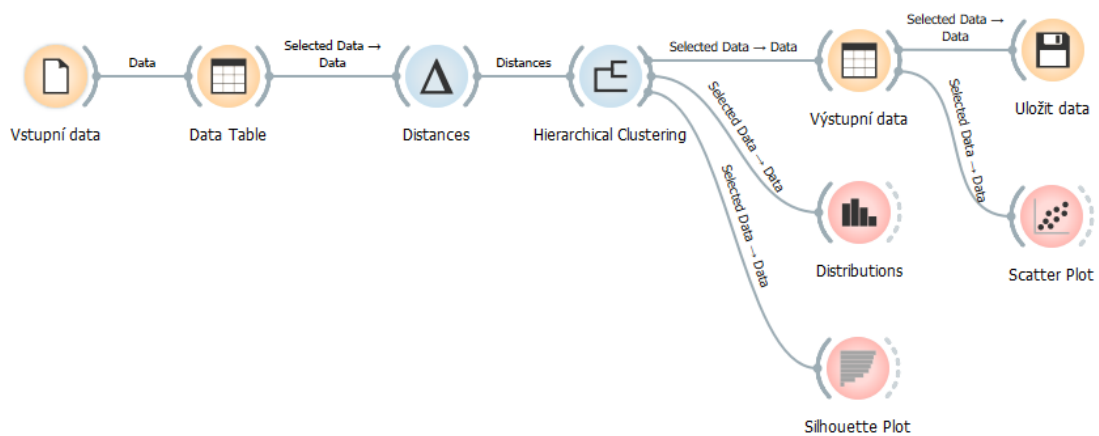 Data
Selected Data →
Data
Distances
Selected Data → Data
Selected Data →
Data
Vstupní data
Data Table
Distances
Hierarchical Clustering
Výstupní data
Uložit data
Selected Data → Data
Selected Data → Data
Selected Data → Data
Distributions
Scatter Plot
Silhouette Plot